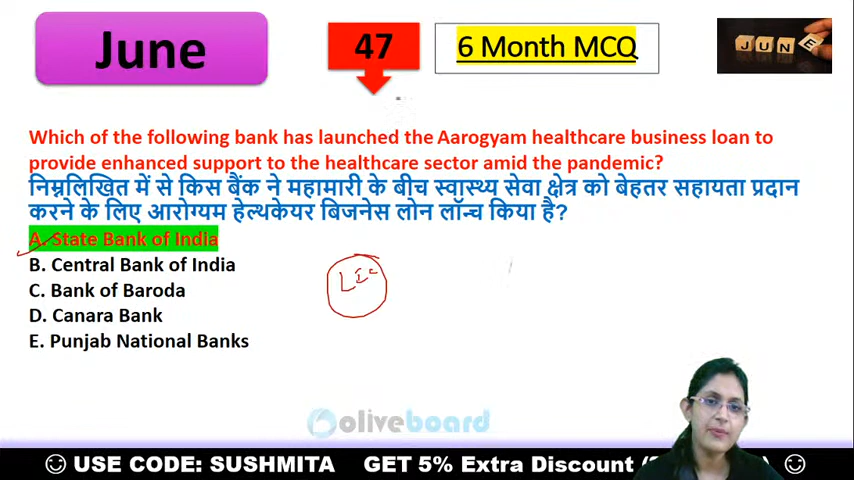 June
47
6 Month MCQ
JUNE
Which of the following bank has launched the Aarogyam healthcare business loan to
provide enhanced support to the healthcare sector amid the pandemic?
निम्नलिखित में से किस बैंक ने महामारी के बीच स्वास्थ्य सेवा क्षेत्र को बेहतर सहायता प्रदान
करने के लिए आरोग्यम हेल्थकेयर बिजनेस लोन लॉन्च किया है?
A. State Bank of India
B. Central Bank of India
C. Bank of Baroda
D. Canara Bank
E. Punjab National Banks
LIC
oliveboard
USE CODE: SUSHMITA GET 5% Extra Discount (